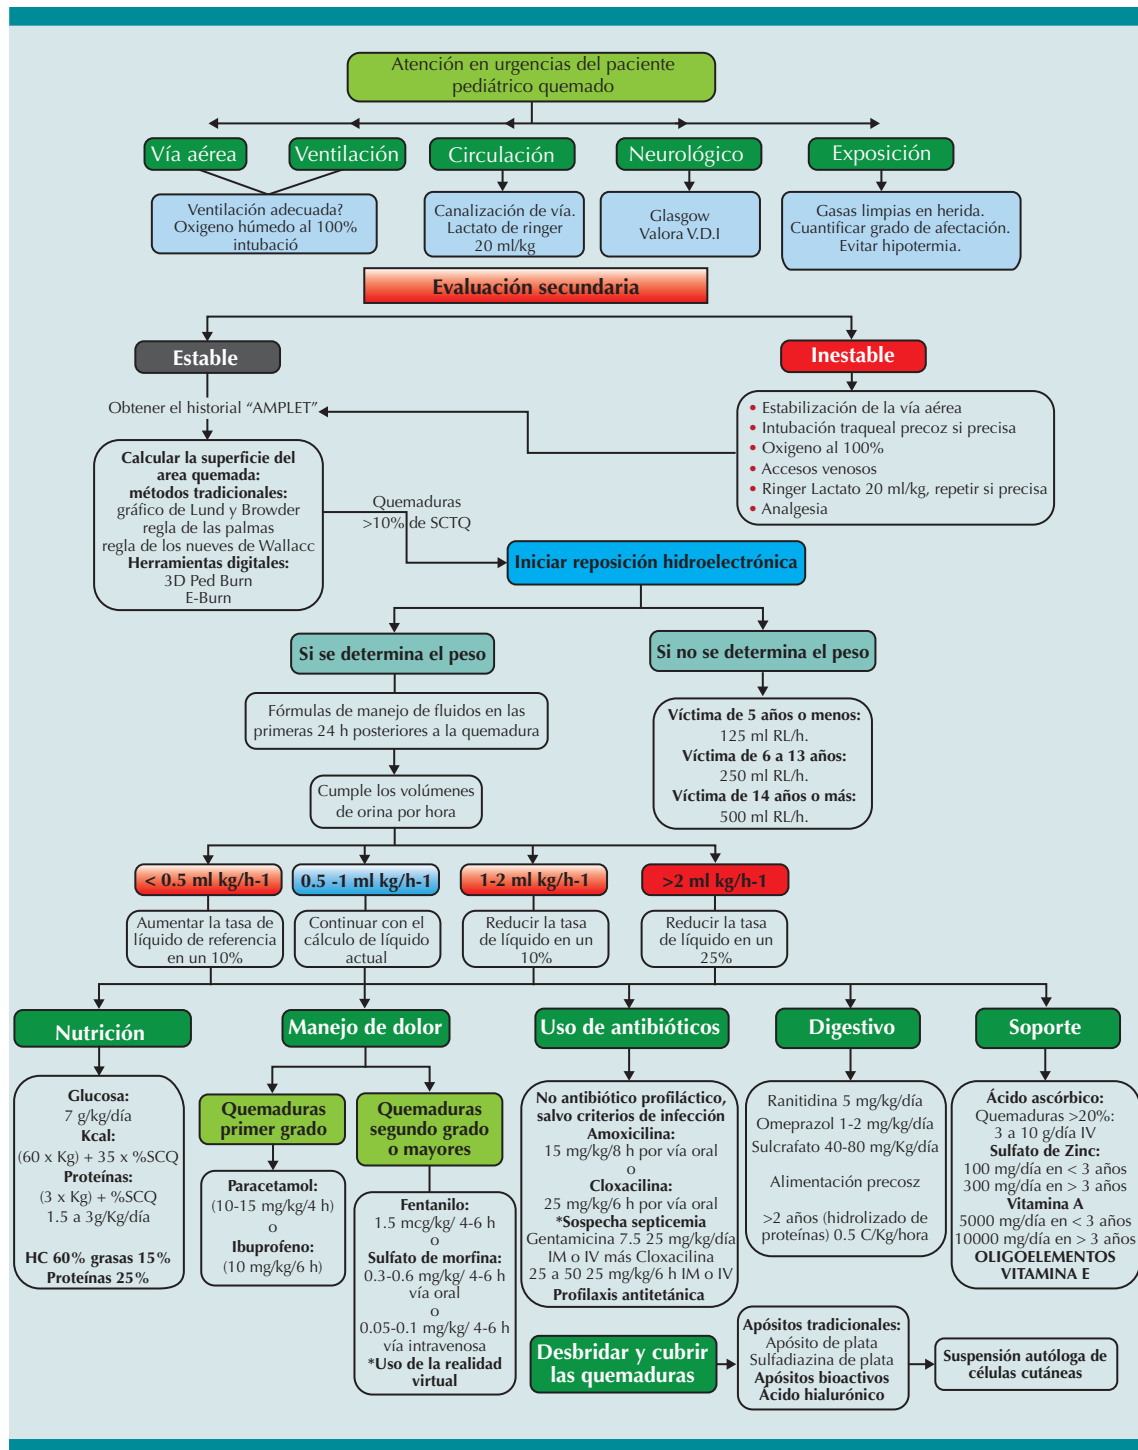 Atención en urgencias del paciente
pediátrico quemado
Vía aérea
Ventilación
Circulación
Neurológico
Exposición
Ventilación adecuada?
Oxigeno húmedo al 100%
intubació
Canalización de vía.
Lactato de ringer
20 ml/kg
Glasgow
Valora V.D.I
Gasas limpias en herida.
Cuantificar grado de afectación.
Evitar hipotermia.
Evaluación secundaria
Estable
Inestable
Obtener el historial “AMPLET”
• Estabilización de la vía aérea
• Intubación traqueal precoz si precisa
• Oxigeno al 100%
• Accesos venosos
• Ringer Lactato 20 ml/kg, repetir si precisa
• Analgesia
Calcular la superficie del
area quemada:
métodos tradicionales:
gráfico de Lund y Browder
regla de las palmas
regla de los nueves de Wallacc
Herramientas digitales:
3D Ped Burn
E-Burn
Quemaduras
>10% de SCTQ
Iniciar reposición hidroelectrónica
Si se determina el peso
Si no se determina el peso
Fórmulas de manejo de fluidos en las
primeras 24 h posteriores a la quemadura
Víctima de 5 años o menos:
125 ml RL/h.
Víctima de 6 a 13 años:
250 ml RL/h.
Víctima de 14 años o más:
500 ml RL/h.
Cumple los volúmenes
de orina por hora
< 0.5 ml kg/h-1
0.5 -1 ml kg/h-1
1-2 ml kg/h-1
>2 ml kg/h-1
Aumentar la tasa de
líquido de referencia
en un 10%
Continuar con el
cálculo de líquido
actual
Reducir la tasa
de líquido en un
10%
Reducir la tasa
de líquido en un
25%
Nutrición
Manejo de dolor
Uso de antibióticos
Digestivo
Soporte
Glucosa:
7 g/kg/día
Kcal:
(60 x Kg) + 35 x %SCQ
Proteínas:
(3 x Kg) + %SCQ
1.5 a 3g/Kg/día
HC 60% grasas 15%
Proteínas 25%
Quemaduras
primer grado
Paracetamol:
(10-15 mg/kg/4 h)
o
Ibuprofeno:
(10 mg/kg/6 h)
Quemaduras
segundo grado
o mayores
Fentanilo:
1.5 mcg/kg/ 4-6 h
o
Sulfato de morfina:
0.3-0.6 mg/kg/ 4-6 h
vía oral
o
0.05-0.1 mg/kg/ 4-6 h
vía intravenosa
*Uso de la realidad
virtual
No antibiótico profiláctico,
salvo criterios de infección
Amoxicilina:
15 mg/kg/8 h por vía oral
o
Cloxacilina:
25 mg/kg/6 h por vía oral
*Sospecha septicemia
Gentamicina 7.5 25 mg/kg/día
IM o IV más Cloxacilina
25 a 50 25 mg/kg/6 h IM o IV
Profilaxis antitetánica
Ranitidina 5 mg/kg/día
Omeprazol 1-2 mg/kg/día
Sulcrafato 40-80 mg/Kg/día
Alimentación precosz
>2 años (hidrolizado de
proteínas) 0.5 C/Kg/hora
Ácido ascórbico:
Quemaduras >20%:
3 a 10 g/día IV
Sulfato de Zinc:
100 mg/día en < 3 años
300 mg/día en > 3 años
Vitamina A
5000 mg/día en < 3 años
10000 mg/día en > 3 años
OLIGOELEMENTOS
VITAMINA E
Desbridar y cubrir
las quemaduras
Apósitos tradicionales:
Apósito de plata
Sulfadiazina de plata
Apósitos bioactivos
Ácido hialurónico
Suspensión autóloga de
células cutáneas